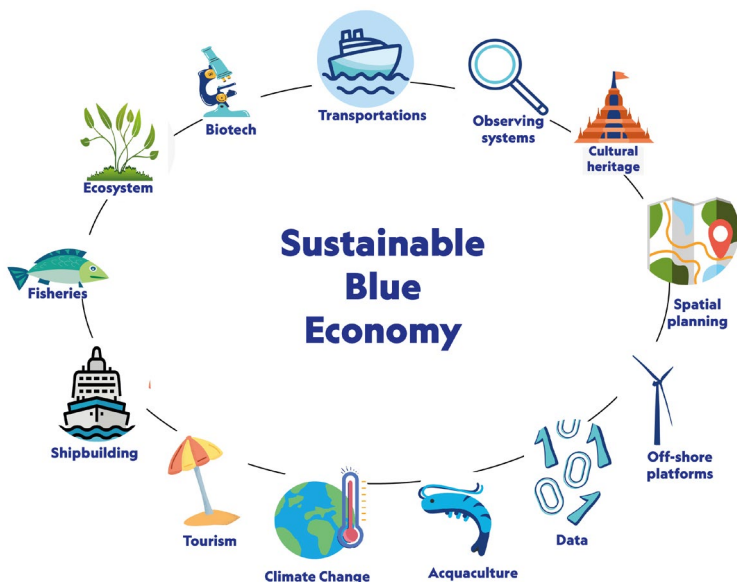 Transportations
Biotech
Observing
systems
Cultural
heritage
Ecosystem
Sustainable
Blue
Economy
Fisheries
Spatial
planning
Shipbuilding
Off-shore
platforms
Tourism
Data
Climate Change
Acquaculture